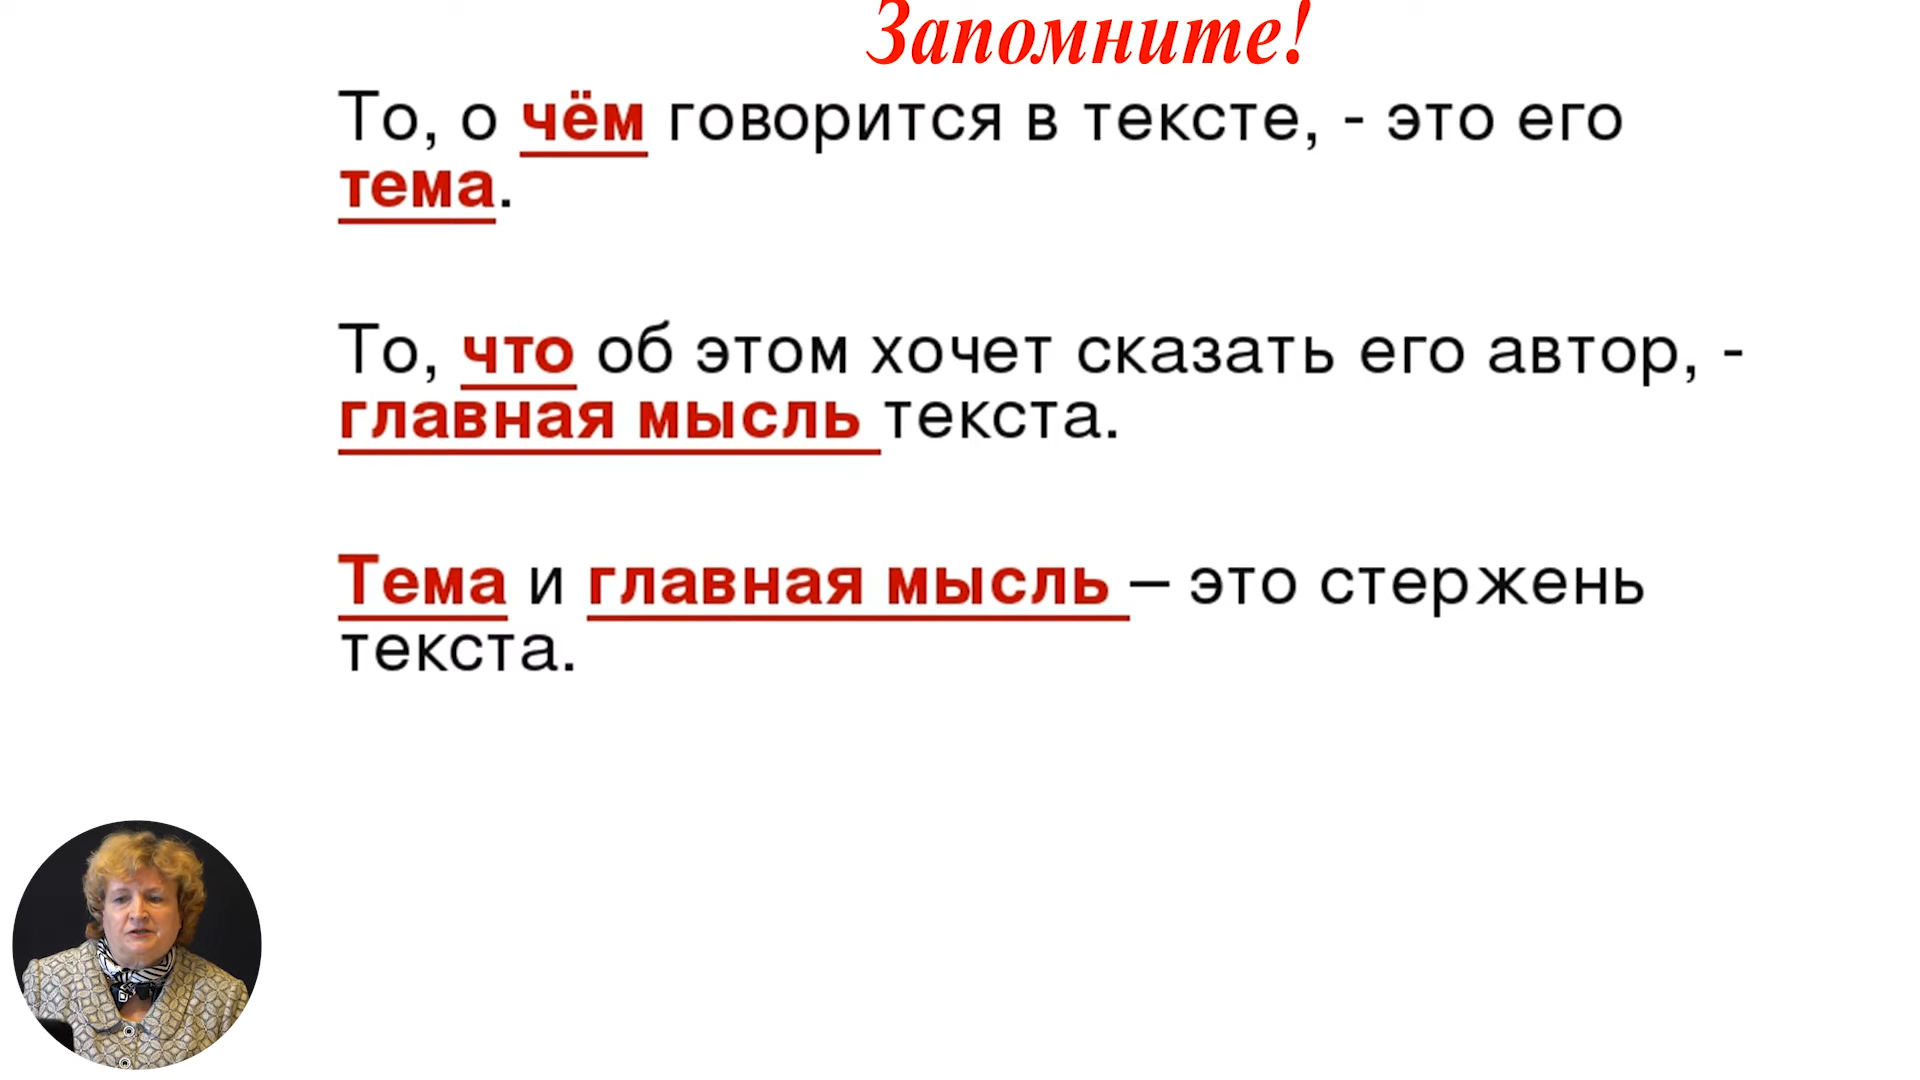 Запомните!
То, о чём говорится в тексте, - это его
тема.
То, что об этом хочет сказать его автор, -
главная мысль текста.
Тема и главная мысль – это стержень
текста.